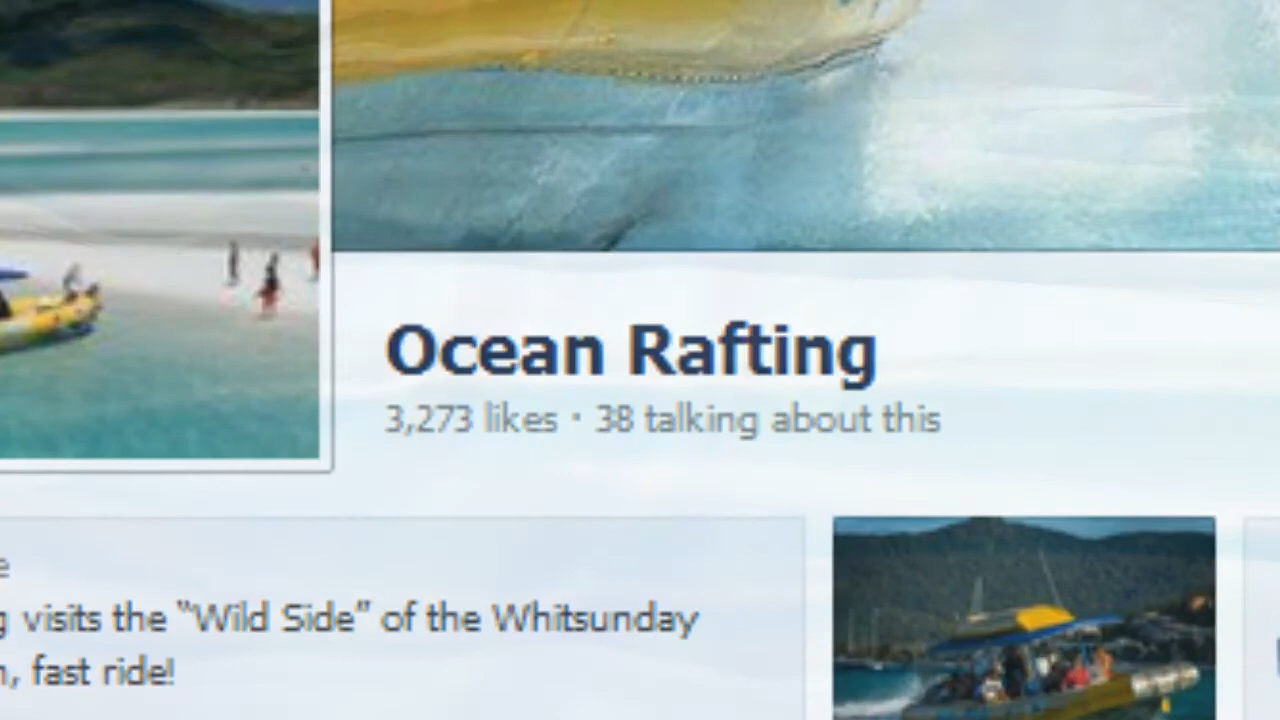 Ocean Rafting
3,273 likes · 38 talking about this
visits the “Wild Side” of the Whitsunday
fast ride!